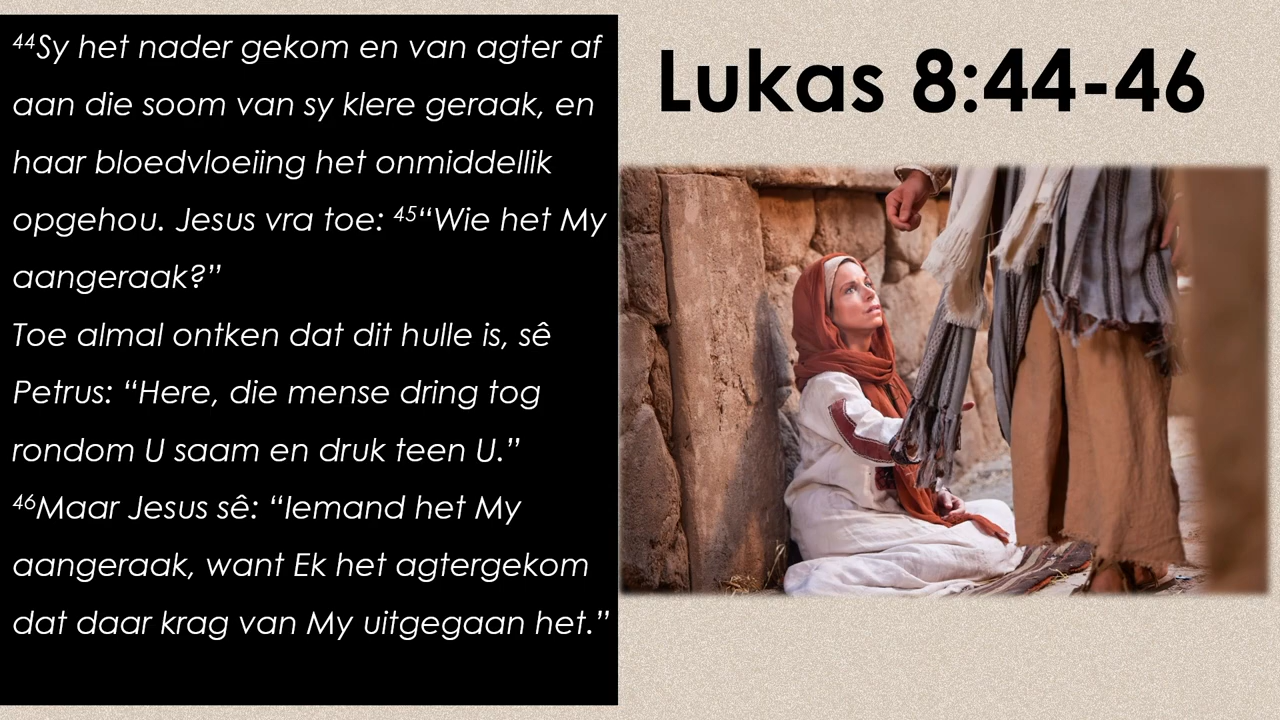 ⁴⁴Sy het nader gekom en van agter af
aan die soom van sy klere geraak, en
haar bloedvloeiing het onmiddellik
opgehou. Jesus vra toe: ⁴⁵“Wie het My
aangeraak?”
Toe almal ontken dat dit hulle is, sê
Petrus: “Here, die mense dring tog
rondom U saam en druk teen U.”
⁴⁶Maar Jesus sê: “Iemand het My
aangeraak, want Ek het agtergekom
dat daar krag van My uitgegaan het.”
Lukas 8:44-46